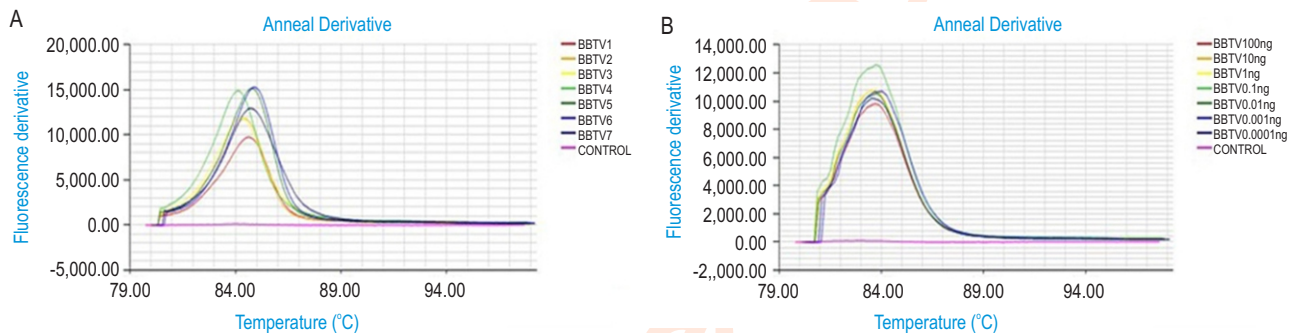 A
Anneal Derivative
20,000.00
15,000.00
10,000.00
5,000.00
0.00
-5,000.00
Fluorescence derivative
79.00 84.00 89.00 94.00
Temperature (°C)
BBTV1
BBTV2
BBTV3
BBTV4
BBTV5
BBTV6
BBTV7
CONTROL
B
Anneal Derivative
14,000.00
12,000.00
10,000.00
8,000.00
6,000.00
4,000.00
2,000.00
0.00
-2,,000.00
Fluorescence derivative
79.00 84.00 89.00 94.00
Temperature (°C)
BBTV100ng
BBTV10ng
BBTV1ng
BBTV0.1ng
BBTV0.01ng
BBTV0.001ng
BBTV0.0001ng
CONTROL